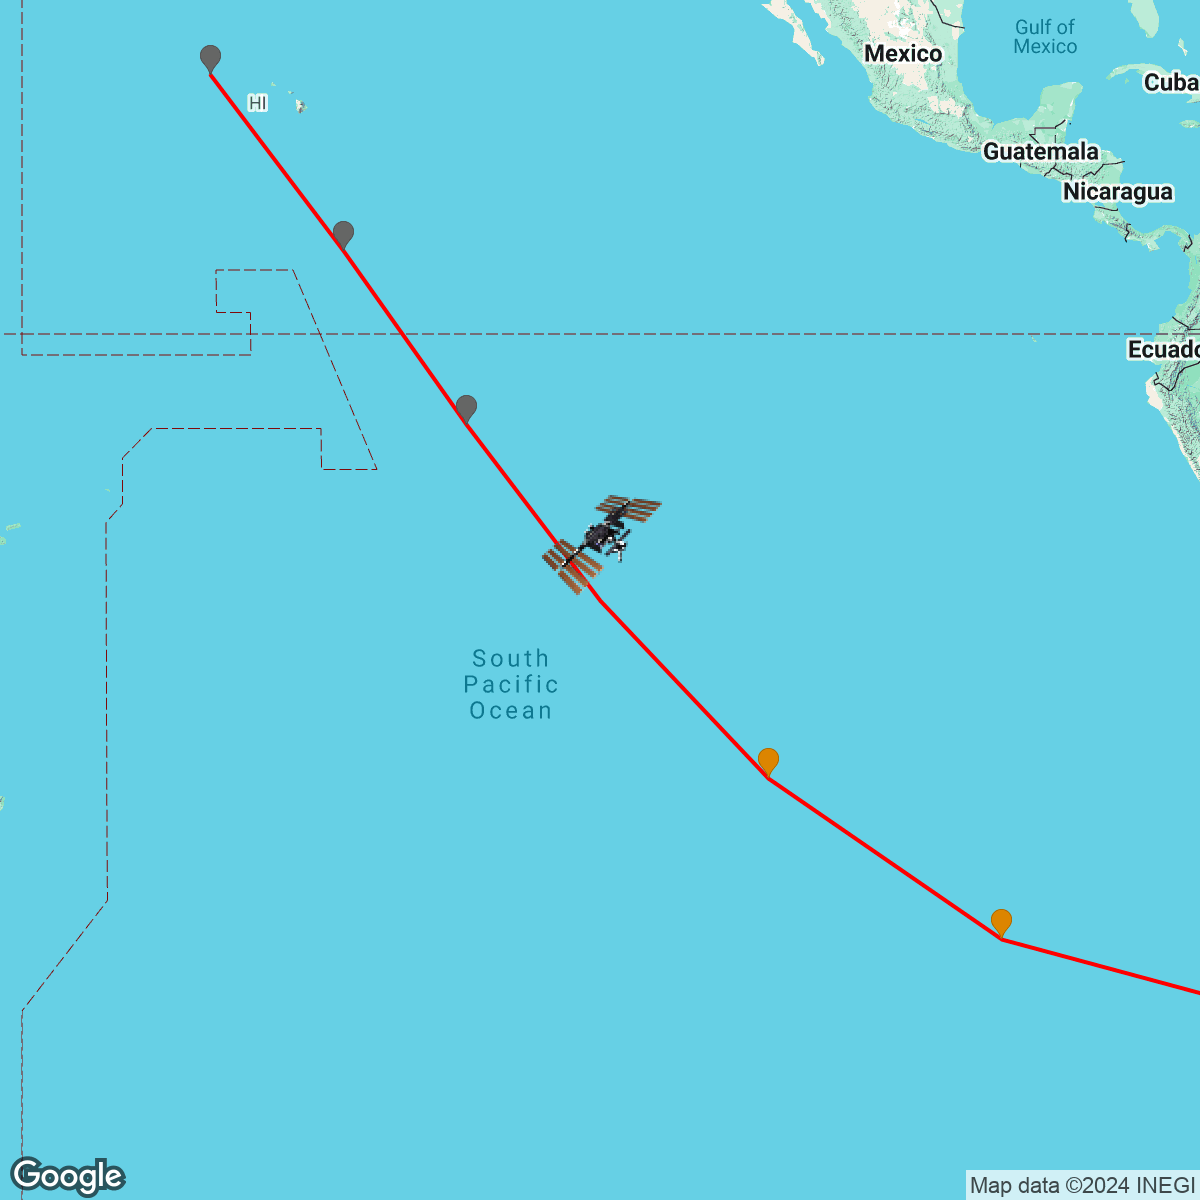 Gulf of
Mexico
Mexico
HI
Cuba
Guatemala
Nicaragua
Ecuado
South
Pacific
Ocean
Google
Map data ©2024 INEGI